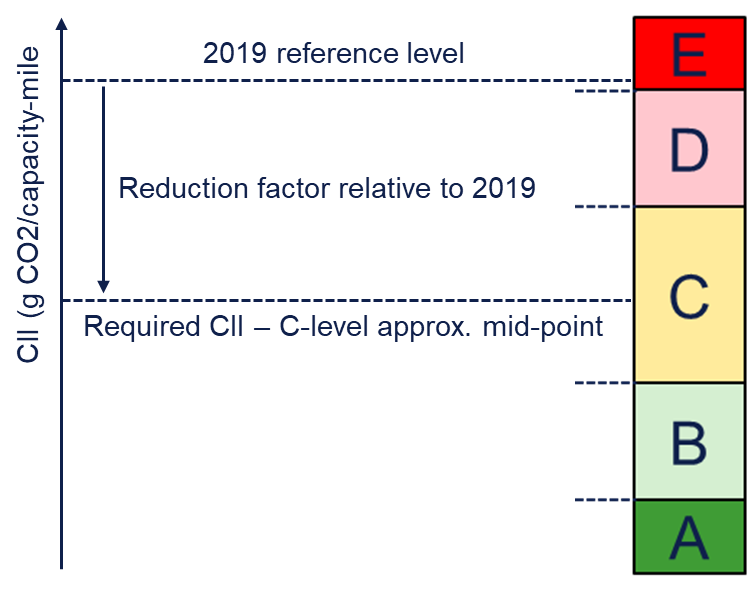 2019 reference level
Reduction factor relative to 2019
Required CII – C-level approx. mid-point
CII (g CO2/capacity-mile
E
D
C
B
A